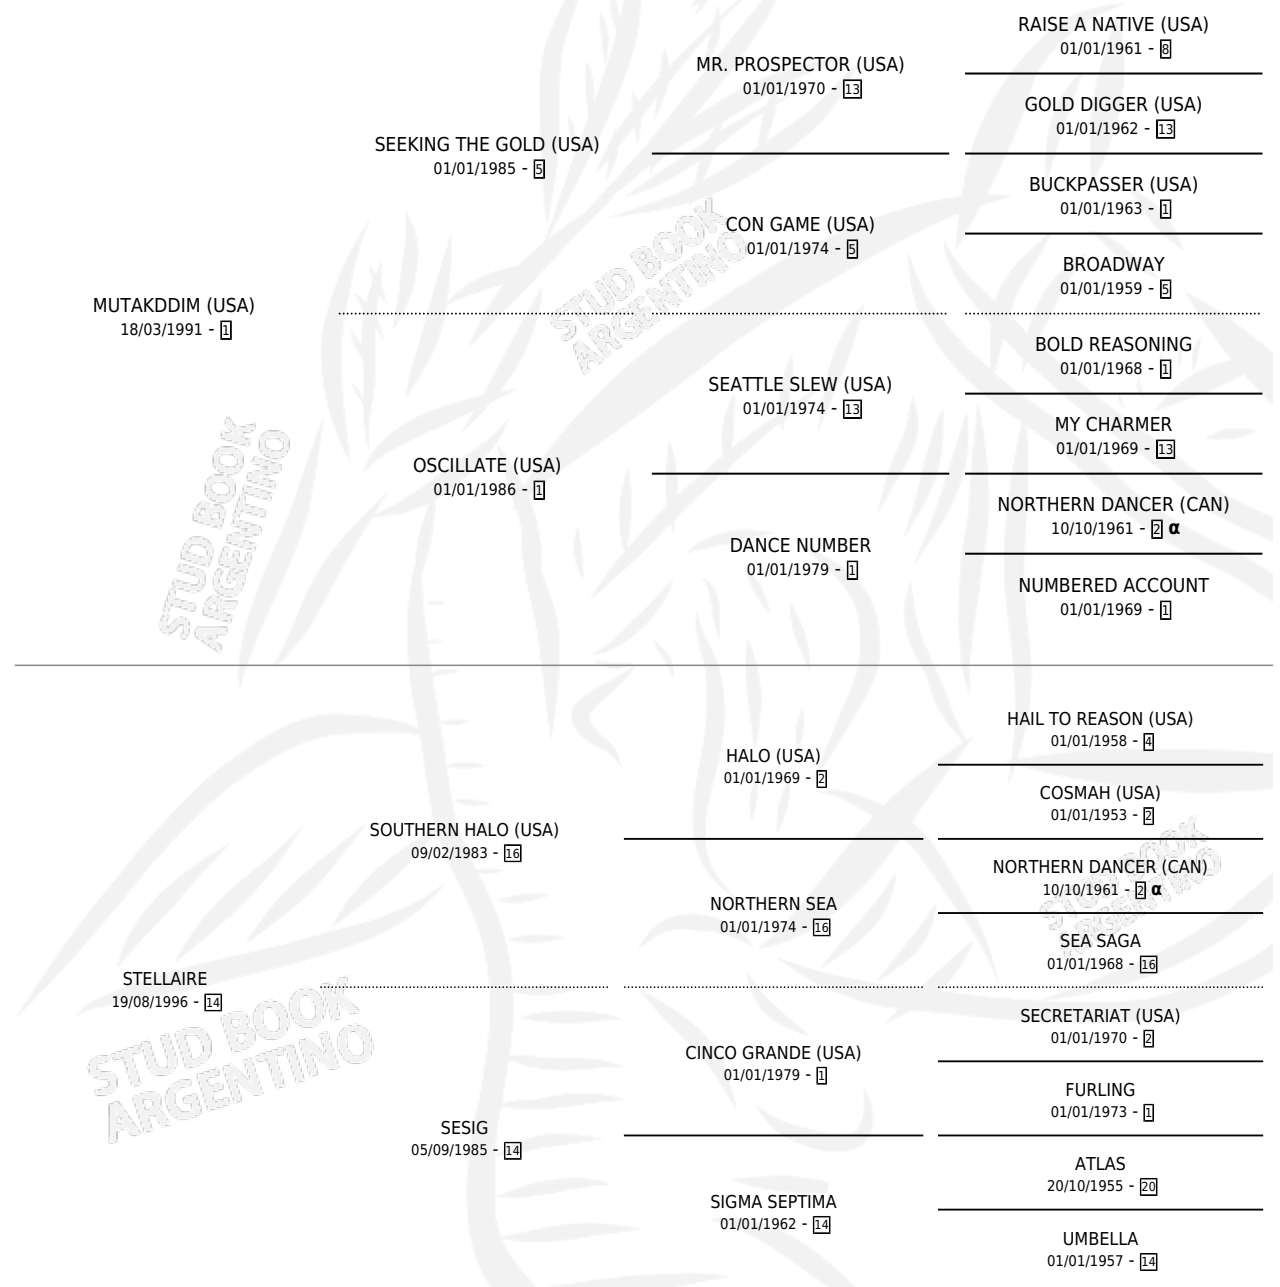 RAISE A NATIVE (USA)
01/01/1961 - 8
MR. PROSPECTOR (USA)
01/01/1970 - 13
GOLD DIGGER (USA)
01/01/1962 - 13
SEEKING THE GOLD (USA)
01/01/1985 - 5
BUCKPASSER (USA)
01/01/1963 - 1
CON GAME (USA)
01/01/1974 - 5
BROADWAY
01/01/1959 - 5
MUTAKDDIM (USA)
18/03/1991 - 1
BOLD REASONING
01/01/1968 - 1
SEATTLE SLEW (USA)
01/01/1974 - 13
MY CHARMER
01/01/1969 - 13
OSCILLATE (USA)
01/01/1986 - 1
NORTHERN DANCER (CAN)
10/10/1961 - 2 α
DANCE NUMBER
01/01/1979 - 1
NUMBERED ACCOUNT
01/01/1969 - 1
HAIL TO REASON (USA)
01/01/1958 - 4
HALO (USA)
01/01/1969 - 2
COSMAH (USA)
01/01/1953 - 2
SOUTHERN HALO (USA)
09/02/1983 - 16
NORTHERN DANCER (CAN)
10/10/1961 - 2 α
NORTHERN SEA
01/01/1974 - 16
SEA SAGA
01/01/1968 - 16
STELLAIRE
19/08/1996 - 14
SECRETARIAT (USA)
01/01/1970 - 2
CINCO GRANDE (USA)
01/01/1979 - 1
FURLING
01/01/1973 - 1
SESIG
05/09/1985 - 14
ATLAS
20/10/1955 - 20
SIGMA SEPTIMA
01/01/1962 - 14
UMBELLA
01/01/1957 - 14
STUD BOOK
ARGENTINO
STUD BOOK
ARGENTINO
STUD BOOK
ARGENTINO
STUD BOOK
ARGENTINO